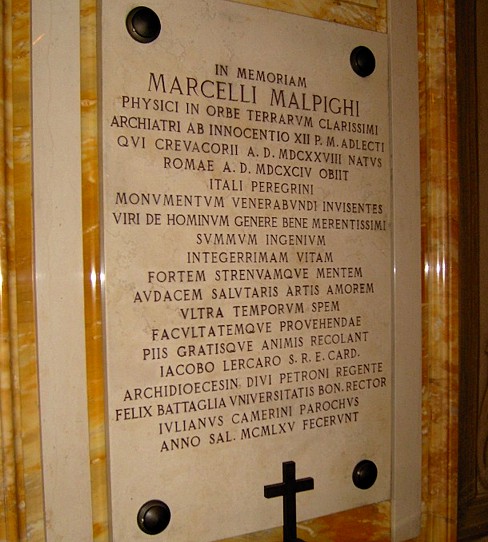 IN MEMORIAM
MARCELLI MALPIGHI
PHYSICI IN ORBE TERRARVM CLARISSIMI
ARCHIATRI AB INNOCENTIO XII P. M. ADLECTI
QVI CREVACORII A. D. MDCXXVIII NATVS
ROMAE A. D. MDCXCIV OBIIT
ITALI PEREGRINI
MONVMENTVM VENERABVNDI INVISENTES
VIRI DE HOMINVM GENERE BENE MERENTISSIMI
SVMMVM INGENIVM
INTEGERRIMAM VITAM
FORTEM STRENVAMQVE MENTEM
AVDACEM SALVTARIS ARTIS AMOREM
VLTRA TEMPORVM SPEM
FACVLTATEMQVE PROVEHENDAE
PIIS GRATISQVE ANIMIS RECOLANT
IACOBO LERCARO S. R. E. CARD.
ARCHIDIOECESIN DIVI PETRONI REGENTE
FELIX BATTAGLIA VNIVERSITATIS BON. RECTOR
IVLIANVS CAMERINI PAROCHVS
ANNO SAL. MCMLXV FECERVNT